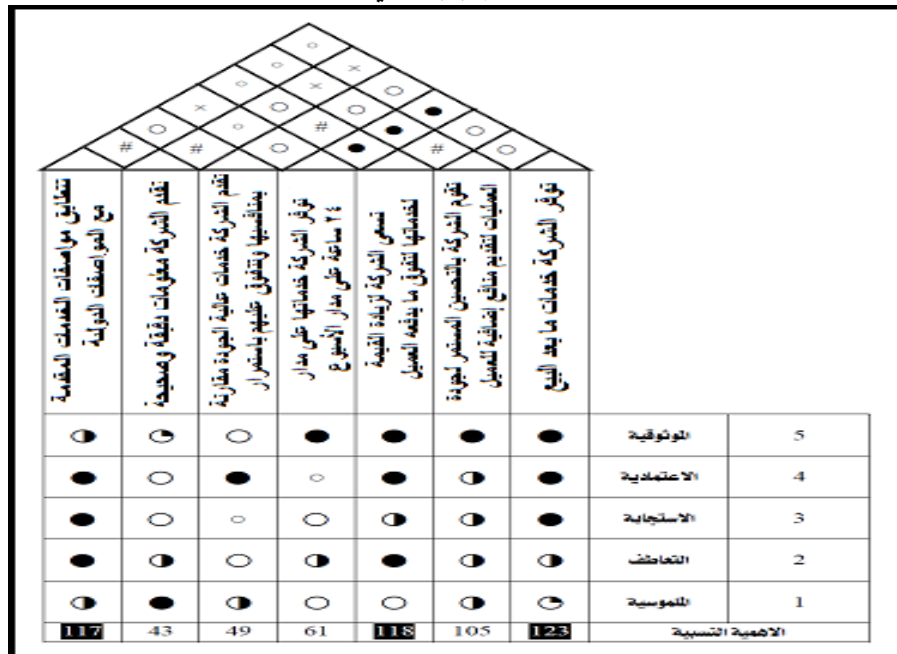 توفر الشركة خدمات ما بعد البيع
تقوم الشركة بالتحسين المستمر لجودة
العمليات لتقديم منافع إضافية للعميل
تسعى الشركة لزيادة القيمة
لخدماتها لتفوق ما يدفعه العميل
توفر الشركة خدماتها على مدار
٢٤ ساعة على مدار الأسبوع
تقدم الشركة خدمات عالية الجودة مقارنة
بمنافسيها وتتفوق عليهم باستمرار
تقدم الشركة معلومات دقيقة وصحيحة
تتطابق مواصفات الخدمات المقدمة
مع المواصفات الدولية
5 الموثوقية
4 الاعتمادية
3 الاستجابة
2 التعاطف
1 الملموسية
الاهمية النسبية 123 105 118 61 49 43 117